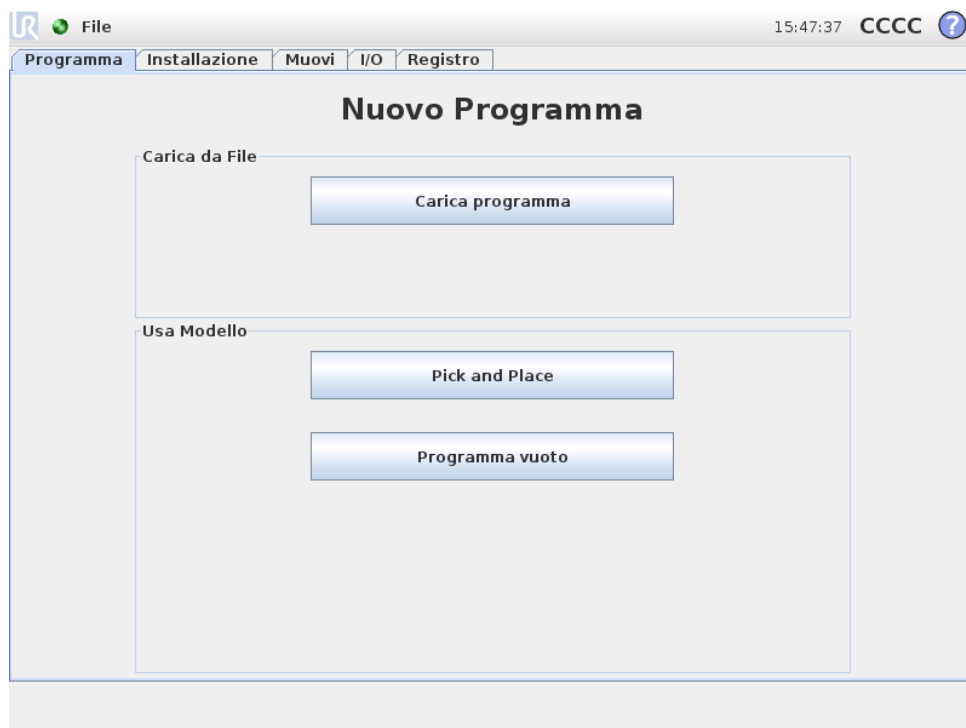 UR File 15:47:37 CCCC ?
Programma Installazione Muovi I/O Registro
Nuovo Programma
Carica da File
Carica programma
Usa Modello
Pick and Place
Programma vuoto